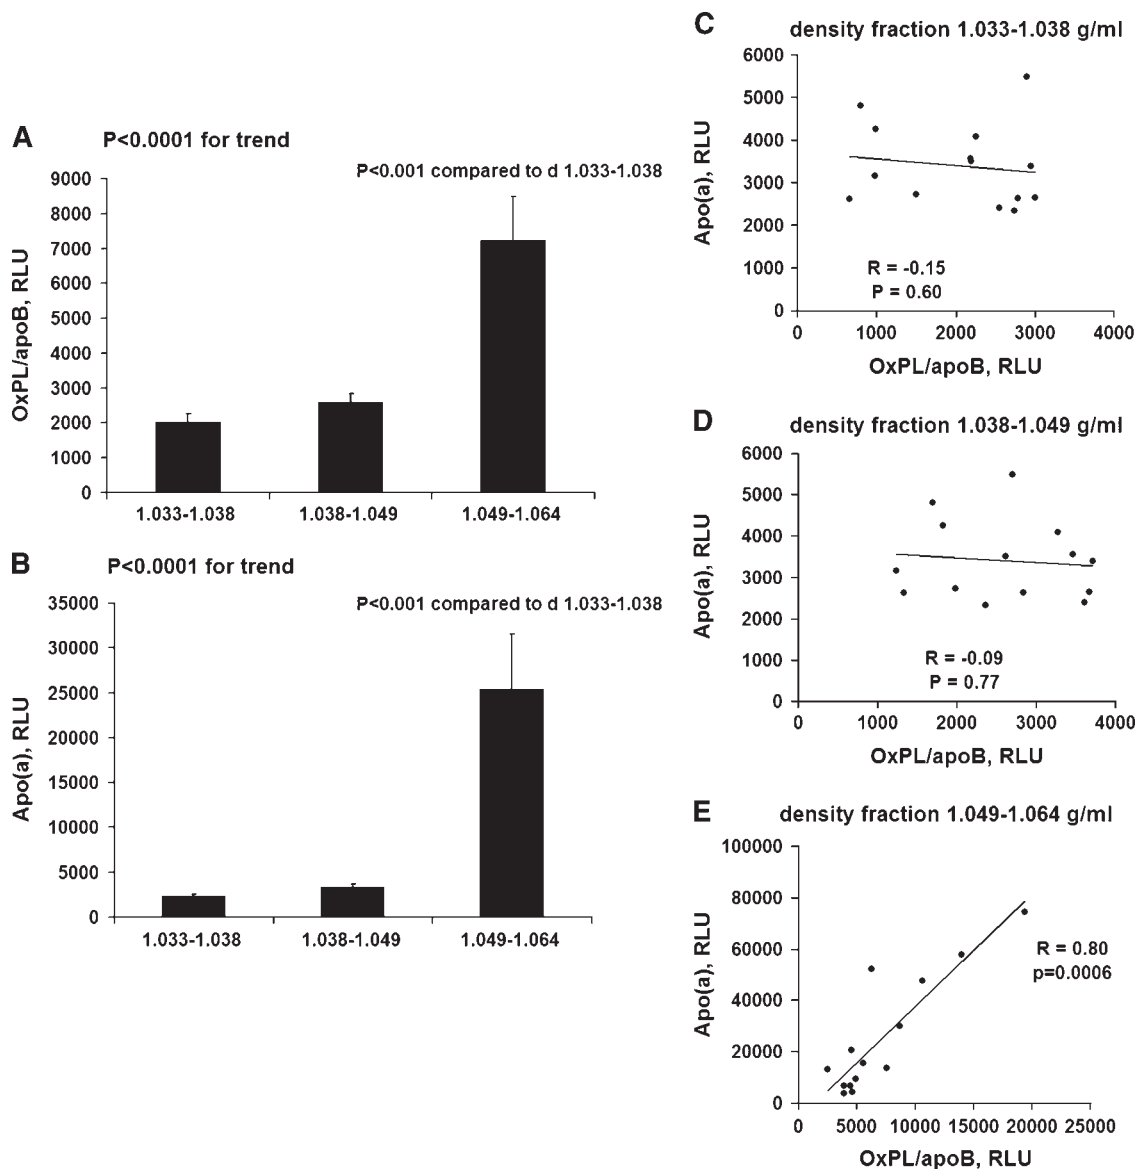 A
P<0.0001 for trend
P<0.001 compared to d 1.033-1.038
OxPL/apoB, RLU
9000
8000
7000
6000
5000
4000
3000
2000
1000
0
1.033-1.038 1.038-1.049 1.049-1.064
B
P<0.0001 for trend
P<0.001 compared to d 1.033-1.038
Apo(a), RLU
35000
30000
25000
20000
15000
10000
5000
0
1.033-1.038 1.038-1.049 1.049-1.064
C
density fraction 1.033-1.038 g/ml
Apo(a), RLU
6000
5000
4000
3000
2000
1000
0
R = -0.15
P = 0.60
0 1000 2000 3000 4000
OxPL/apoB, RLU
D
density fraction 1.038-1.049 g/ml
Apo(a), RLU
6000
5000
4000
3000
2000
1000
0
R = -0.09
P = 0.77
0 1000 2000 3000 4000
OxPL/apoB, RLU
E
density fraction 1.049-1.064 g/ml
Apo(a), RLU
100000
80000
60000
40000
20000
0
R = 0.80
p=0.0006
0 5000 10000 15000 20000 25000
OxPL/apoB, RLU